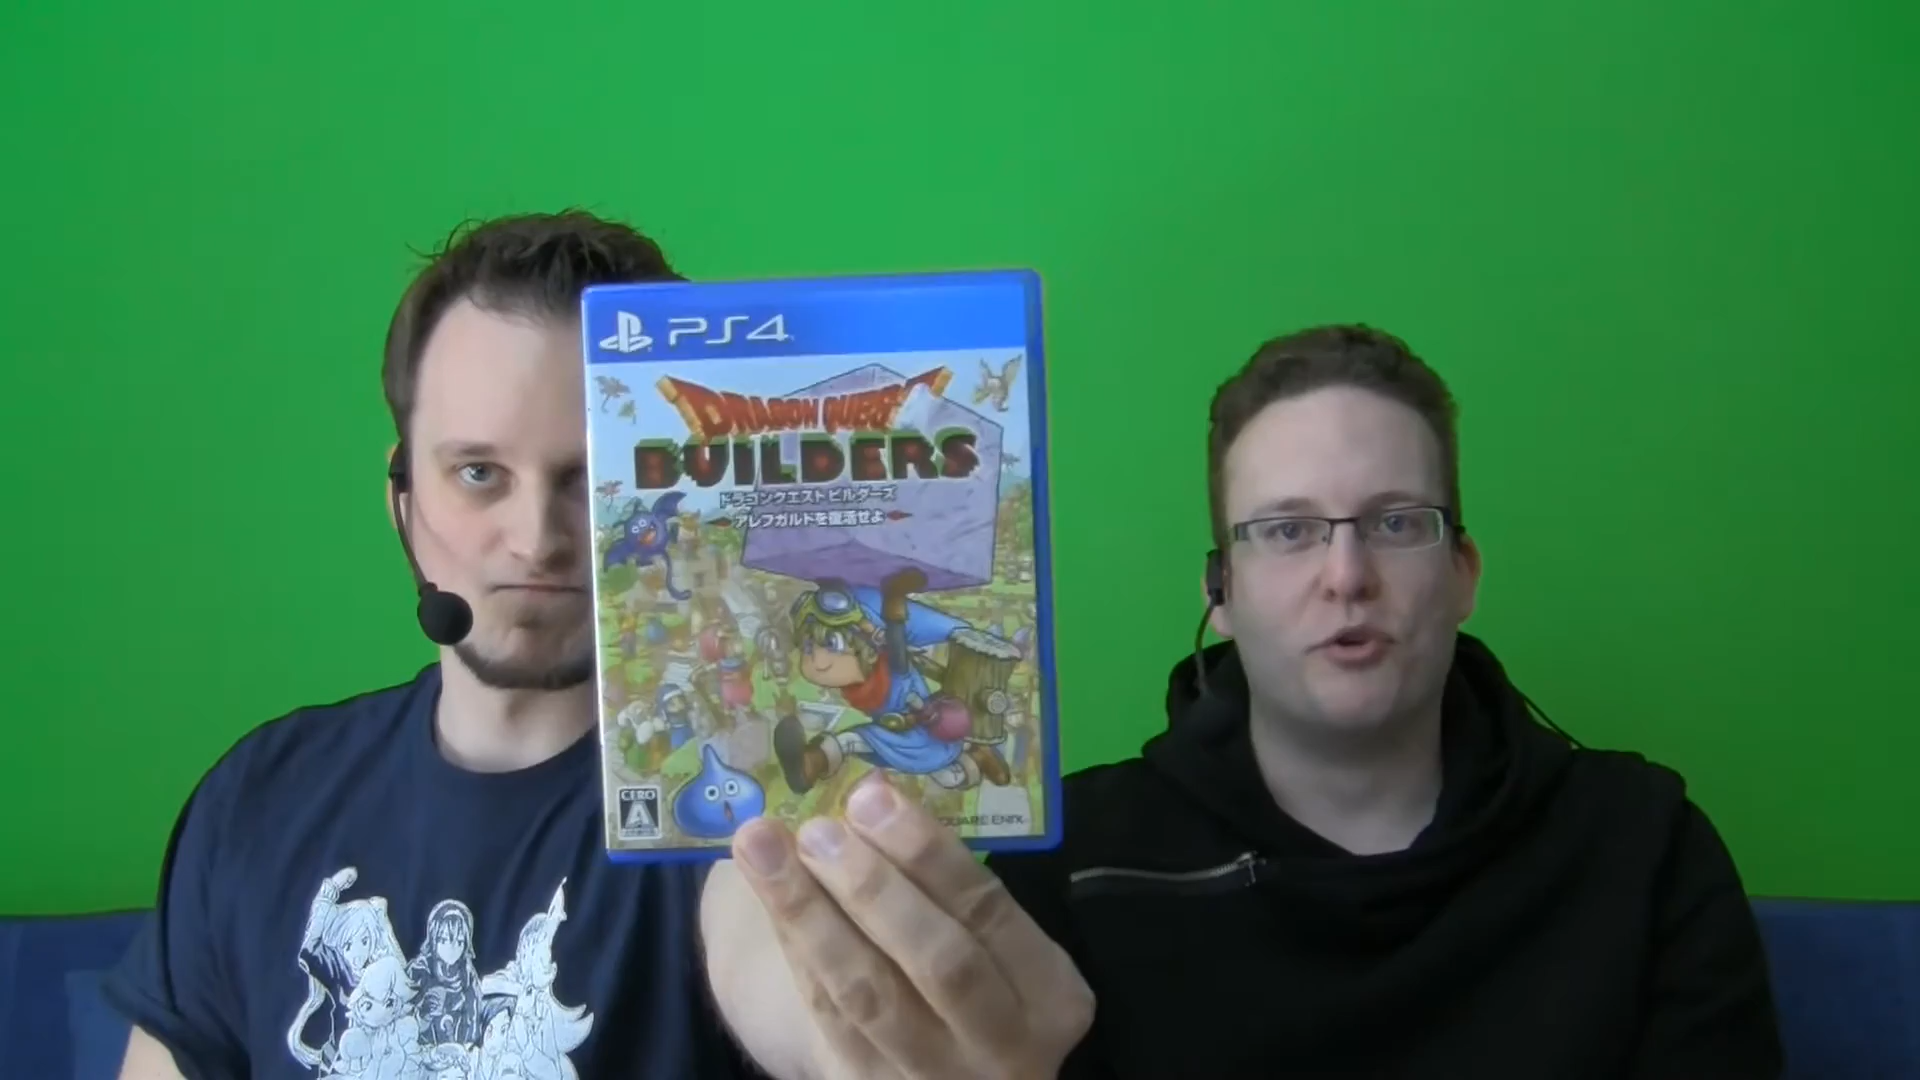 PS4
DRAGON QUEST
BUILDERS
ドラゴンクエストビルダーズ
アレフガルドを復活せよ
CERO
A
SQUARE ENIX